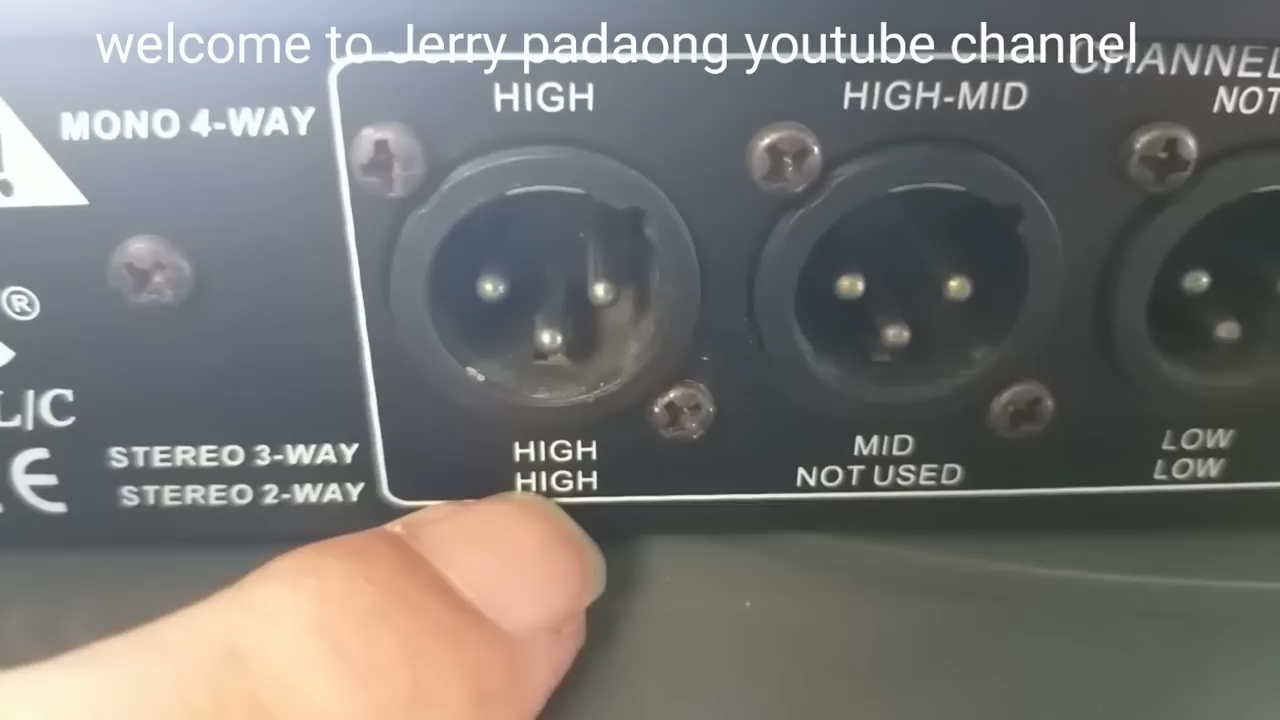 welcome to Jerry padaong youtube channel
CHANNEL
MONO 4-WAY
HIGH
HIGH-MID
NOT
®
L/C
CE
STEREO 3-WAY
HIGH
MID
LOW
STEREO 2-WAY
HIGH
NOT USED
LOW